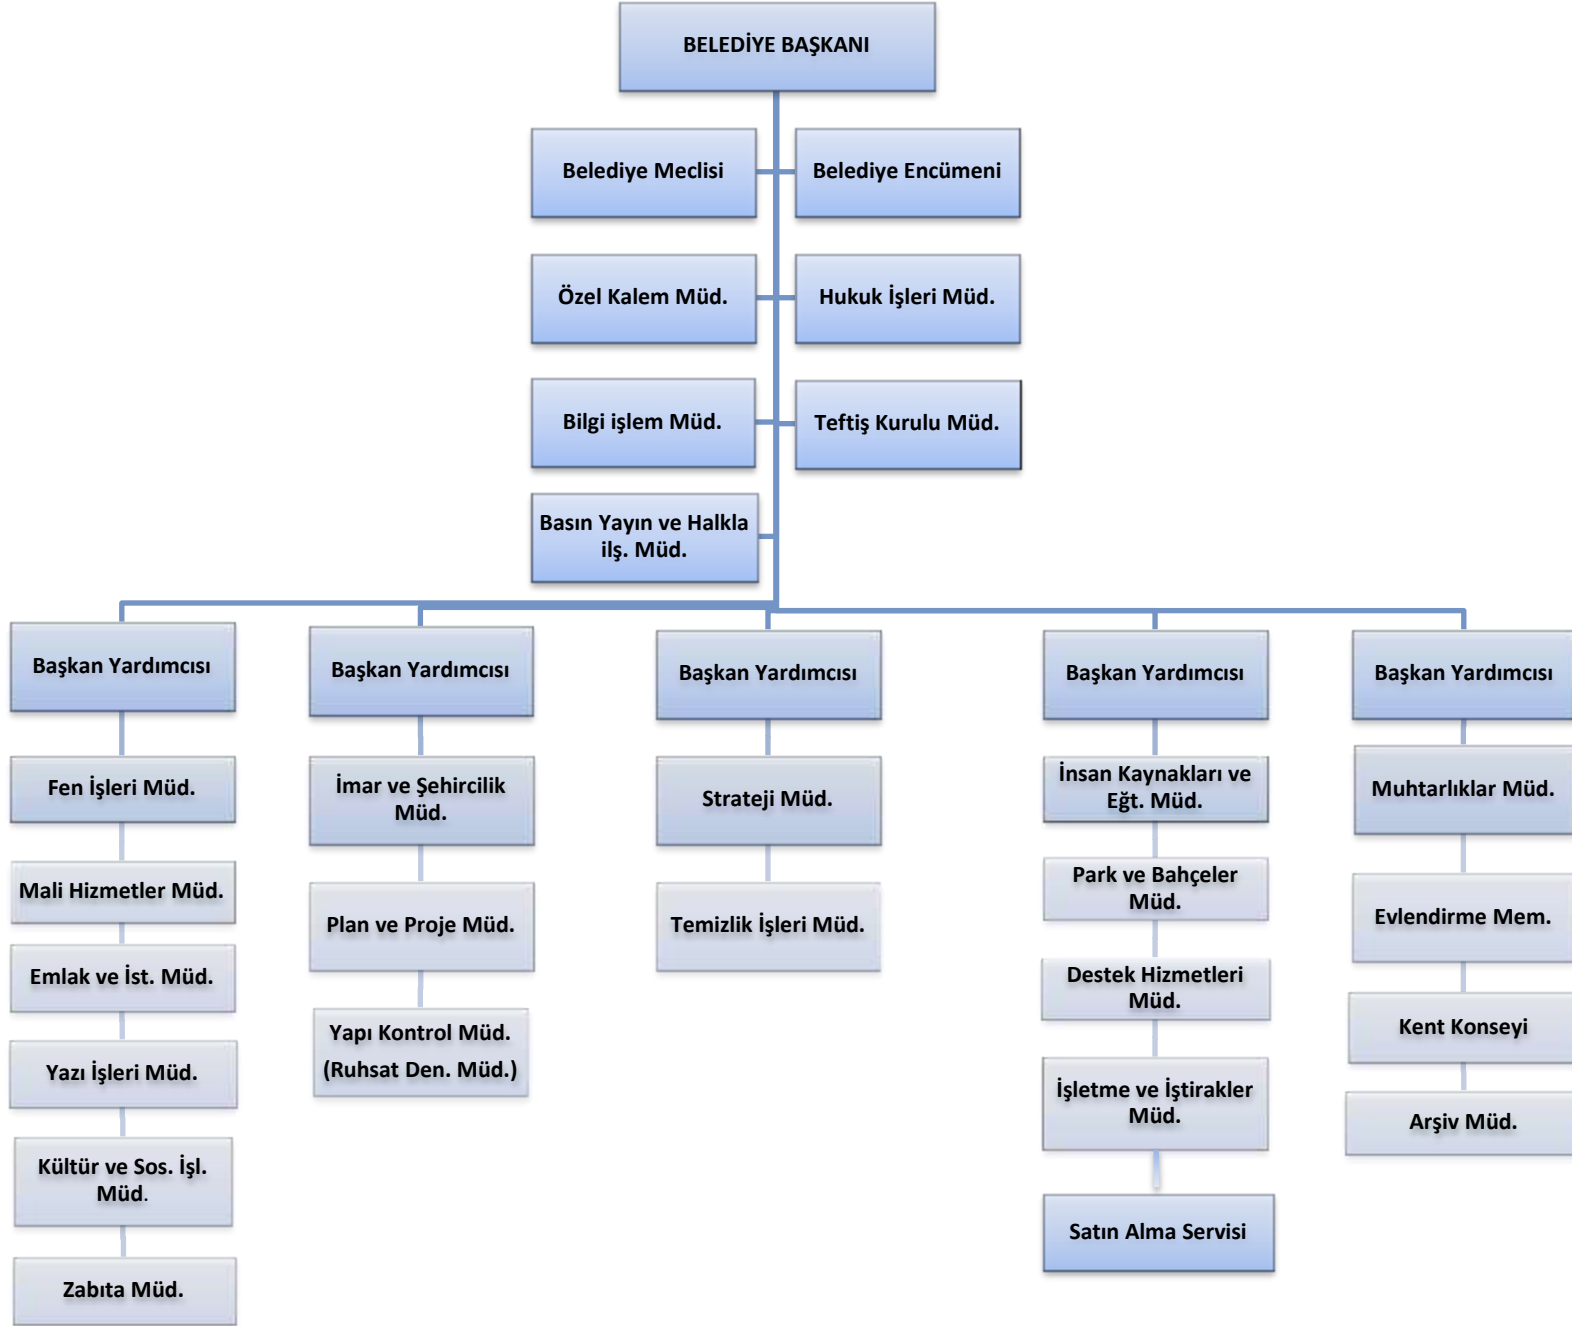 BELEDİYE BAŞKANI
Belediye Meclisi
Belediye Encümeni
Özel Kalem Müd.
Hukuk İşleri Müd.
Bilgi işlem Müd.
Teftiş Kurulu Müd.
Basın Yayın ve Halkla
ilş. Müd.
Başkan Yardımcısı
Fen İşleri Müd.
Mali Hizmetler Müd.
Emlak ve İst. Müd.
Yazı İşleri Müd.
Kültür ve Sos. İşl.
Müd.
Zabıta Müd.
Başkan Yardımcısı
İmar ve Şehircilik
Müd.
Plan ve Proje Müd.
Yapı Kontrol Müd.
(Ruhsat Den. Müd.)
Başkan Yardımcısı
Strateji Müd.
Temizlik İşleri Müd.
Başkan Yardımcısı
İnsan Kaynakları ve
Eğt. Müd.
Park ve Bahçeler
Müd.
Destek Hizmetleri
Müd.
İşletme ve İştirakler
Müd.
Satın Alma Servisi
Başkan Yardımcısı
Muhtarlıklar Müd.
Evlendirme Mem.
Kent Konseyi
Arşiv Müd.